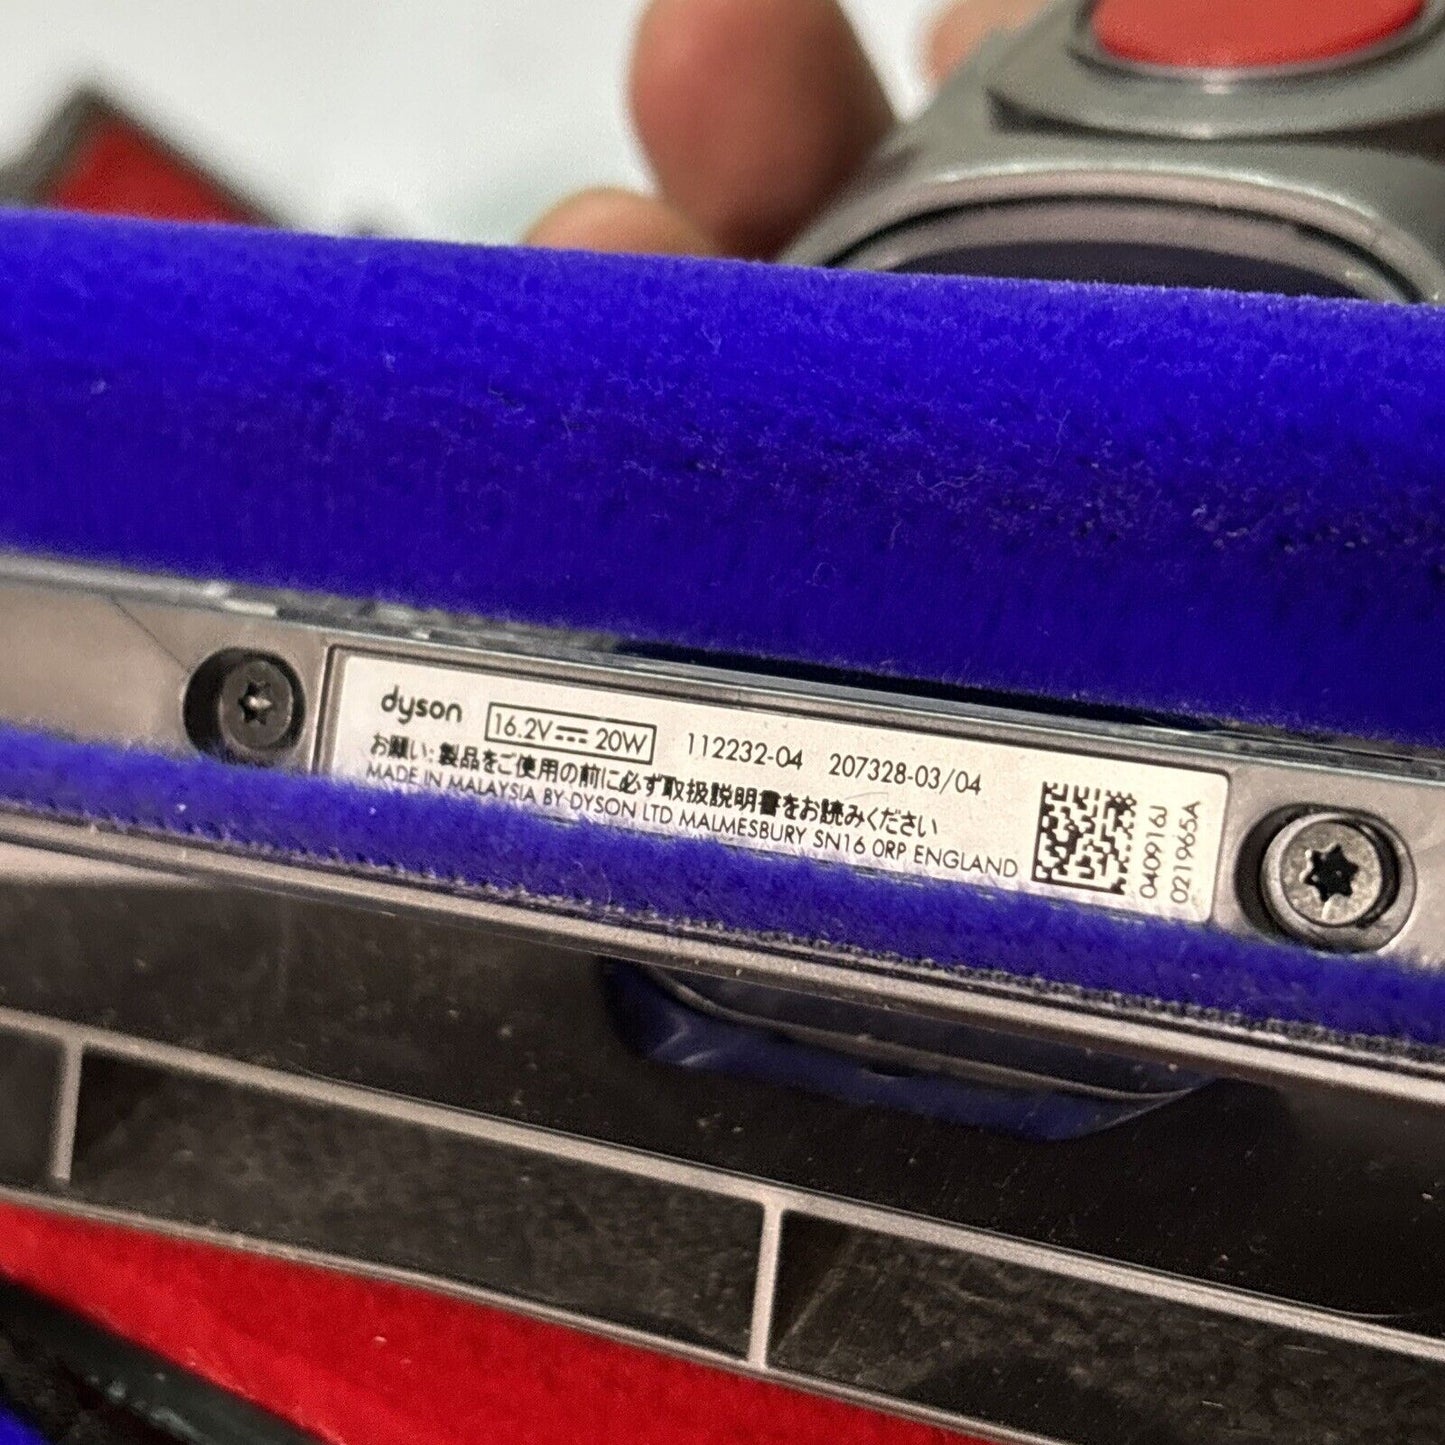 dyson 16.2V⎓20W 112232-04 207328-03/04
お願い:製品をご使用の前に必ず取扱説明書をお読みください
MADE IN MALAYSIA BY DYSON LTD MALMESBURY SN16 0RP ENGLAND
040916J
021965A